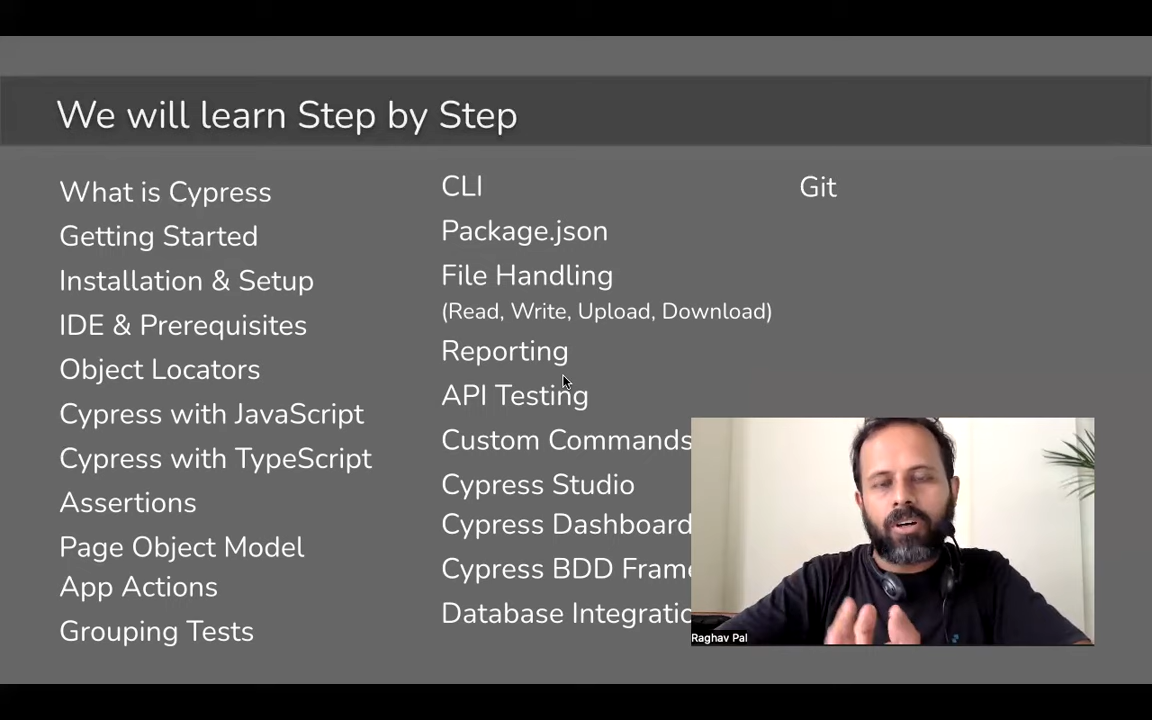 We will learn Step by Step
What is Cypress
Getting Started
Installation & Setup
IDE & Prerequisites
Object Locators
Cypress with JavaScript
Cypress with TypeScript
Assertions
Page Object Model
App Actions
Grouping Tests
CLI
Package.json
File Handling
(Read, Write, Upload, Download)
Reporting
API Testing
Custom Commands
Cypress Studio
Cypress Dashboard
Cypress BDD
Database
Git
Raghav Pal